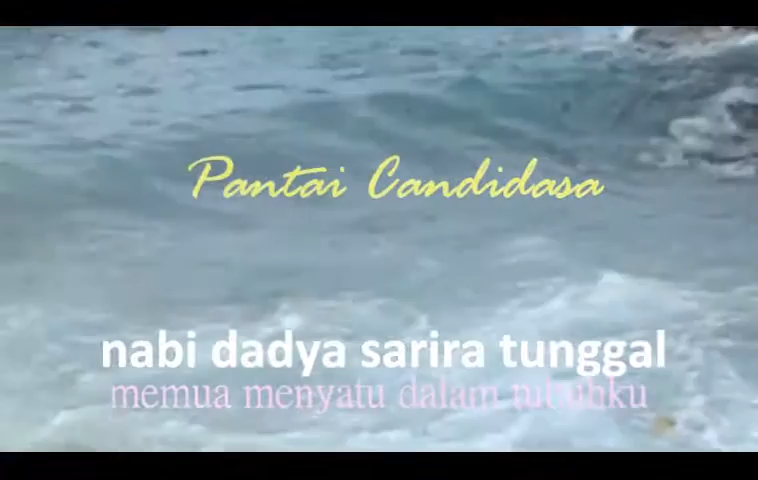 Pantai Candidasa
nabi dadya sarira tunggal
memua menyatu dalam tubuhku